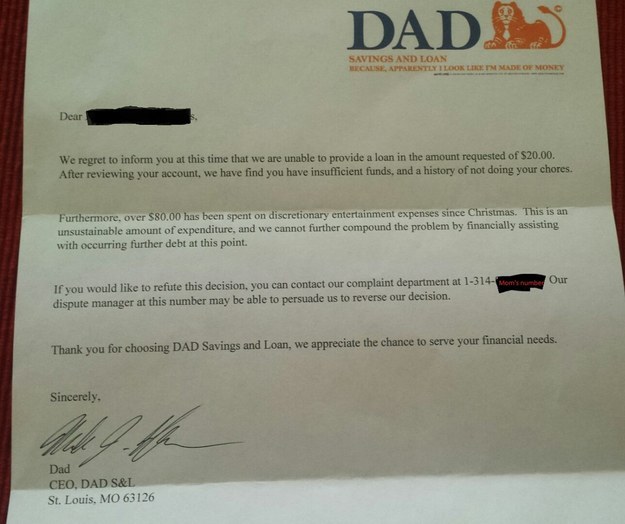 DAD
SAVINGS AND LOAN
BECAUSE, APPARENTLY I LOOK LIKE I'M MADE OF MONEY
Dear s,
We regret to inform you at this time that we are unable to provide a loan in the amount requested of $20.00.
After reviewing your account, we have find you have insufficient funds, and a history of not doing your chores.
Furthermore, over $80.00 has been spent on discretionary entertainment expenses since Christmas. This is an
unsustainable amount of expenditure, and we cannot further compound the problem by financially assisting
with occurring further debt at this point.
If you would like to refute this decision, you can contact our complaint department at 1-314- Mom's number Our
dispute manager at this number may be able to persuade us to reverse our decision.
Thank you for choosing DAD Savings and Loan, we appreciate the chance to serve your financial needs.
Sincerely,
Dad
CEO, DAD S&L
St. Louis, MO 63126